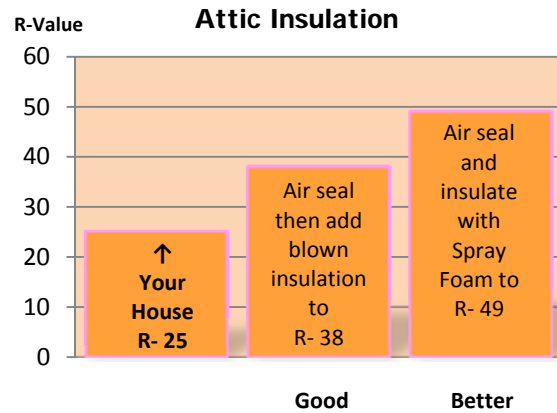 Attic Insulation
R-Value
60
50
40
30
20
10
0
↑
Your
House
R- 25
Air seal
then add
blown
insulation
to
R- 38
Air seal
and
insulate
with
Spray
Foam to
R- 49
Good
Better